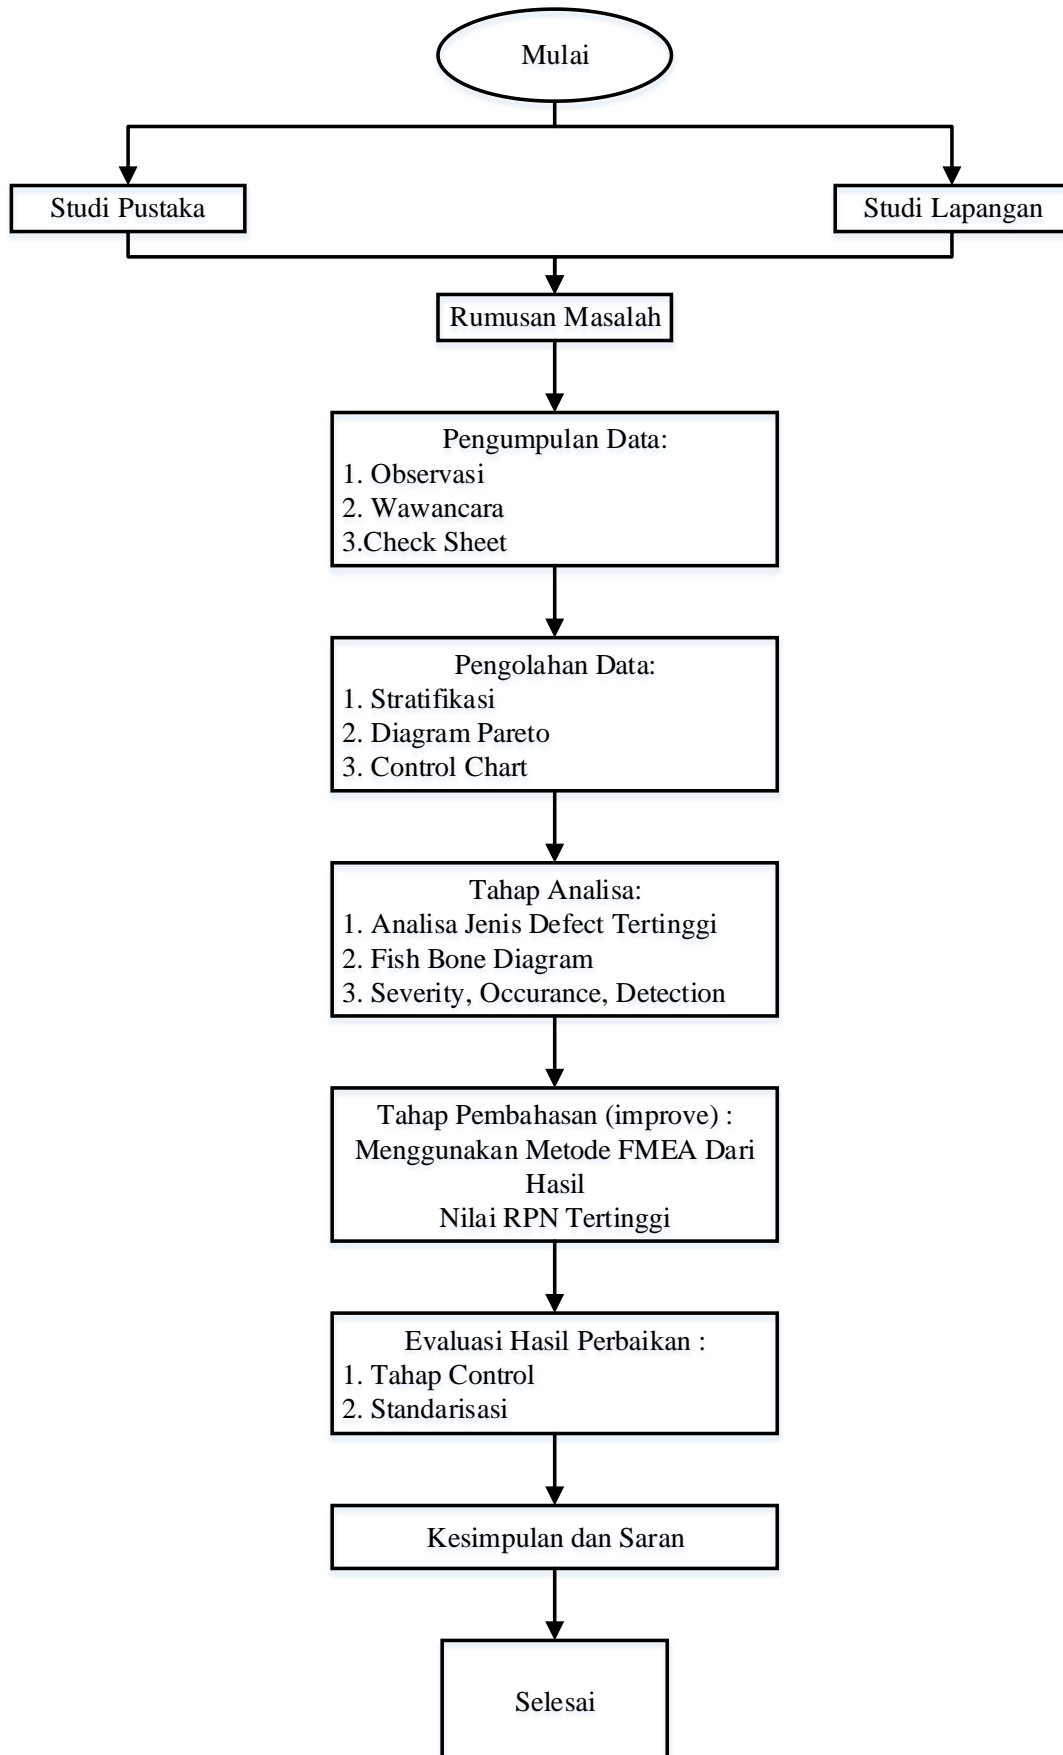 Mulai
Studi Pustaka
Studi Lapangan
Rumusan Masalah
Pengumpulan Data:
1. Observasi
2. Wawancara
3.Check Sheet
Pengolahan Data:
1. Stratifikasi
2. Diagram Pareto
3. Control Chart
Tahap Analisa:
1. Analisa Jenis Defect Tertinggi
2. Fish Bone Diagram
3. Severity, Occurance, Detection
Tahap Pembahasan (improve) :
Menggunakan Metode FMEA Dari
Hasil
Nilai RPN Tertinggi
Evaluasi Hasil Perbaikan :
1. Tahap Control
2. Standarisasi
Kesimpulan dan Saran
Selesai